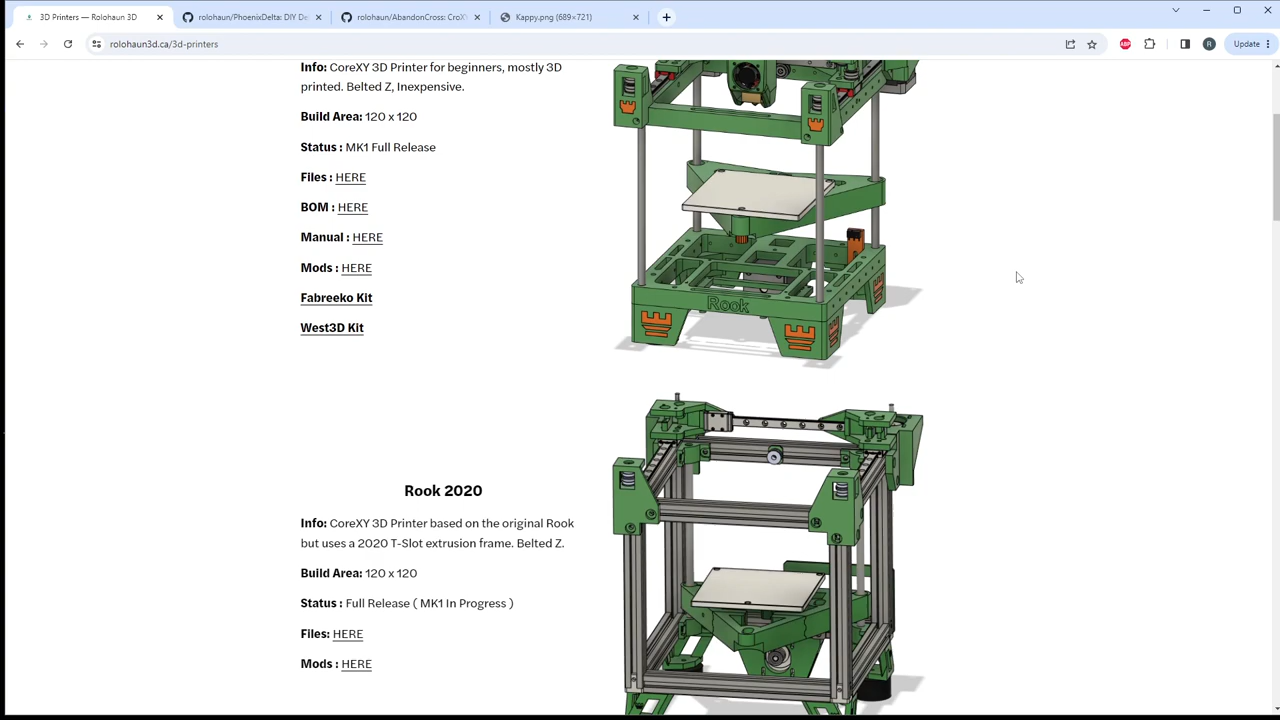 3D Printers — Rolohaun 3D
rolohaun/PhoenixDelta: DIY De
rolohaun/AbandonCross: CroX
Kappy.png (689×721)
rolohaun3d.ca/3d-printers
ABP
R
Update
Info: CoreXY 3D Printer for beginners, mostly 3D
printed. Belted Z, Inexpensive.
Build Area: 120 x 120
Status : MK1 Full Release
Files : HERE
BOM : HERE
Manual : HERE
Mods : HERE
Fabreeko Kit
West3D Kit
Rook
Rook 2020
Info: CoreXY 3D Printer based on the original Rook
but uses a 2020 T-Slot extrusion frame. Belted Z.
Build Area: 120 x 120
Status : Full Release ( MK1 In Progress )
Files: HERE
Mods : HERE